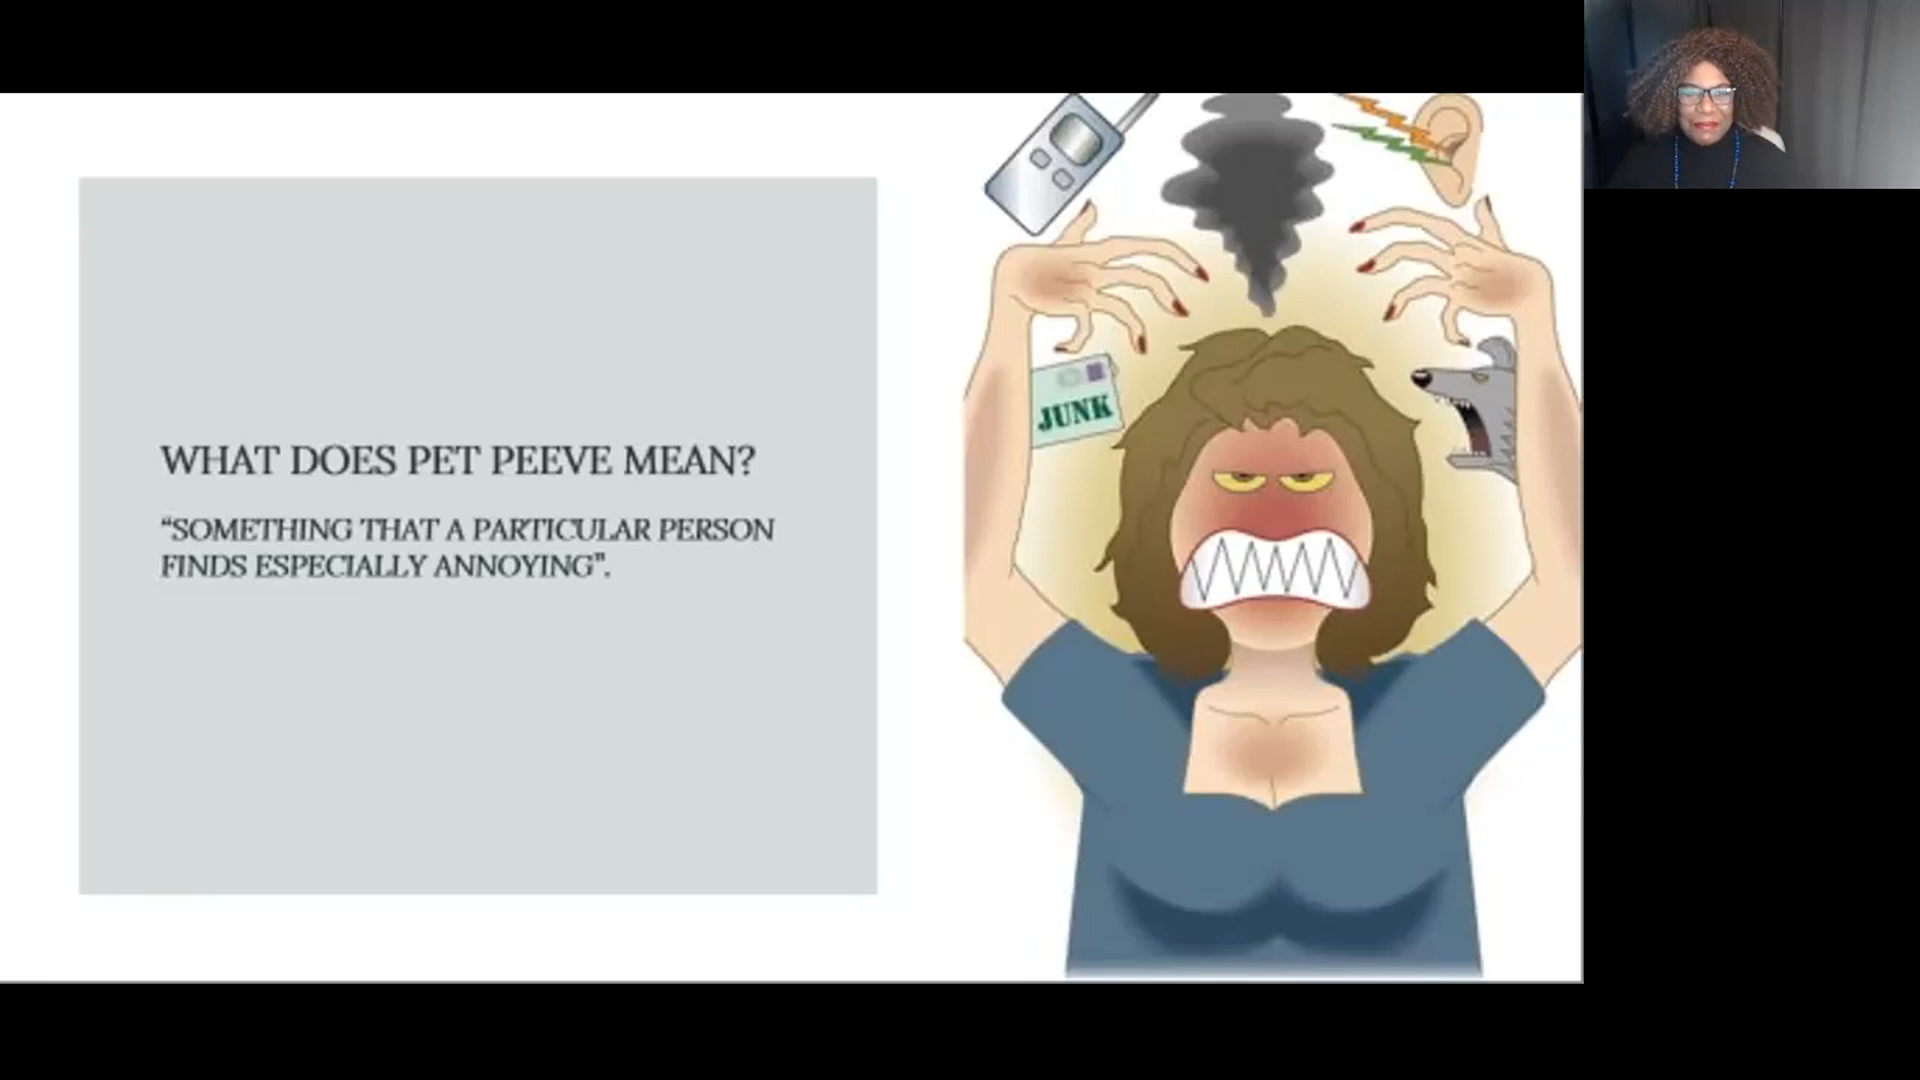 WHAT DOES PET PEEVE MEAN?
“SOMETHING THAT A PARTICULAR PERSON
FINDS ESPECIALLY ANNOYING”.
JUNK